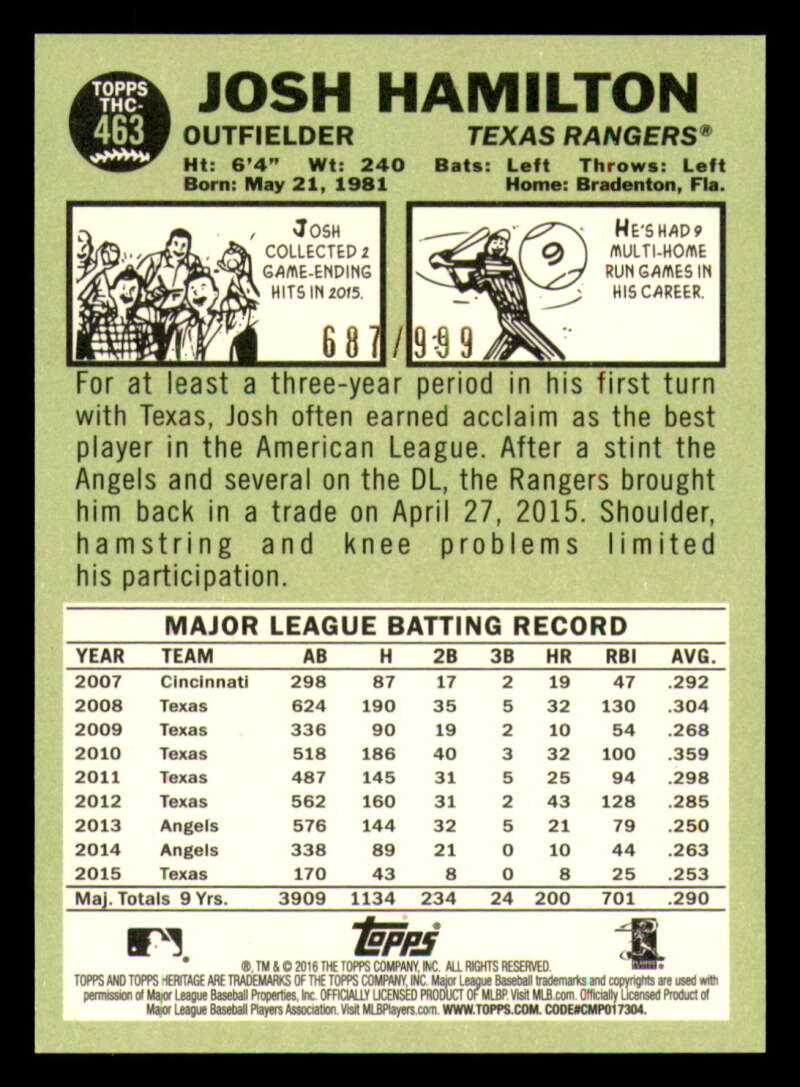 TOPPS
THC-
463
JOSH HAMILTON
OUTFIELDER TEXAS RANGERS®
Ht: 6'4" Wt: 240 Bats: Left Throws: Left
Born: May 21, 1981 Home: Bradenton, Fla.
JOSH
COLLECTED 2
GAME-ENDING
HITS IN 2015.
9
HE'S HAD 9
MULTI-HOME
RUN GAMES IN
HIS CAREER.
687/999
For at least a three-year period in his first turn
with Texas, Josh often earned acclaim as the best
player in the American League. After a stint the
Angels and several on the DL, the Rangers brought
him back in a trade on April 27, 2015. Shoulder,
hamstring and knee problems limited
his participation.
MAJOR LEAGUE BATTING RECORD
YEAR TEAM AB H 2B 3B HR RBI AVG.
2007 Cincinnati 298 87 17 2 19 47 .292
2008 Texas 624 190 35 5 32 130 .304
2009 Texas 336 90 19 2 10 54 .268
2010 Texas 518 186 40 3 32 100 .359
2011 Texas 487 145 31 5 25 94 .298
2012 Texas 562 160 31 2 43 128 .285
2013 Angels 576 144 32 5 21 79 .250
2014 Angels 338 89 21 0 10 44 .263
2015 Texas 170 43 8 0 8 25 .253
Maj. Totals 9 Yrs. 3909 1134 234 24 200 701 .290
topps
®, TM & © 2016 THE TOPPS COMPANY, INC. ALL RIGHTS RESERVED.
TOPPS AND TOPPS HERITAGE ARE TRADEMARKS OF THE TOPPS COMPANY, INC. Major League Baseball trademarks and copyrights are used with
permission of Major League Baseball Properties, Inc. OFFICIALLY LICENSED PRODUCT OF MLBP. Visit MLB.com. Officially Licensed Product of
Major League Baseball Players Association. Visit MLBPlayers.com. WWW.TOPPS.COM. CODE#CMP017304.